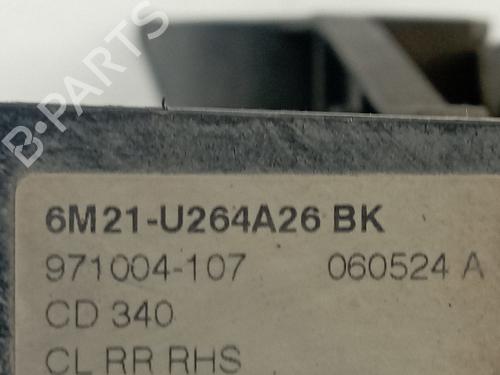 B-PARTS
6M21-U264A26 BK
971004-107 060524 A
CD 340
CL RR RHS